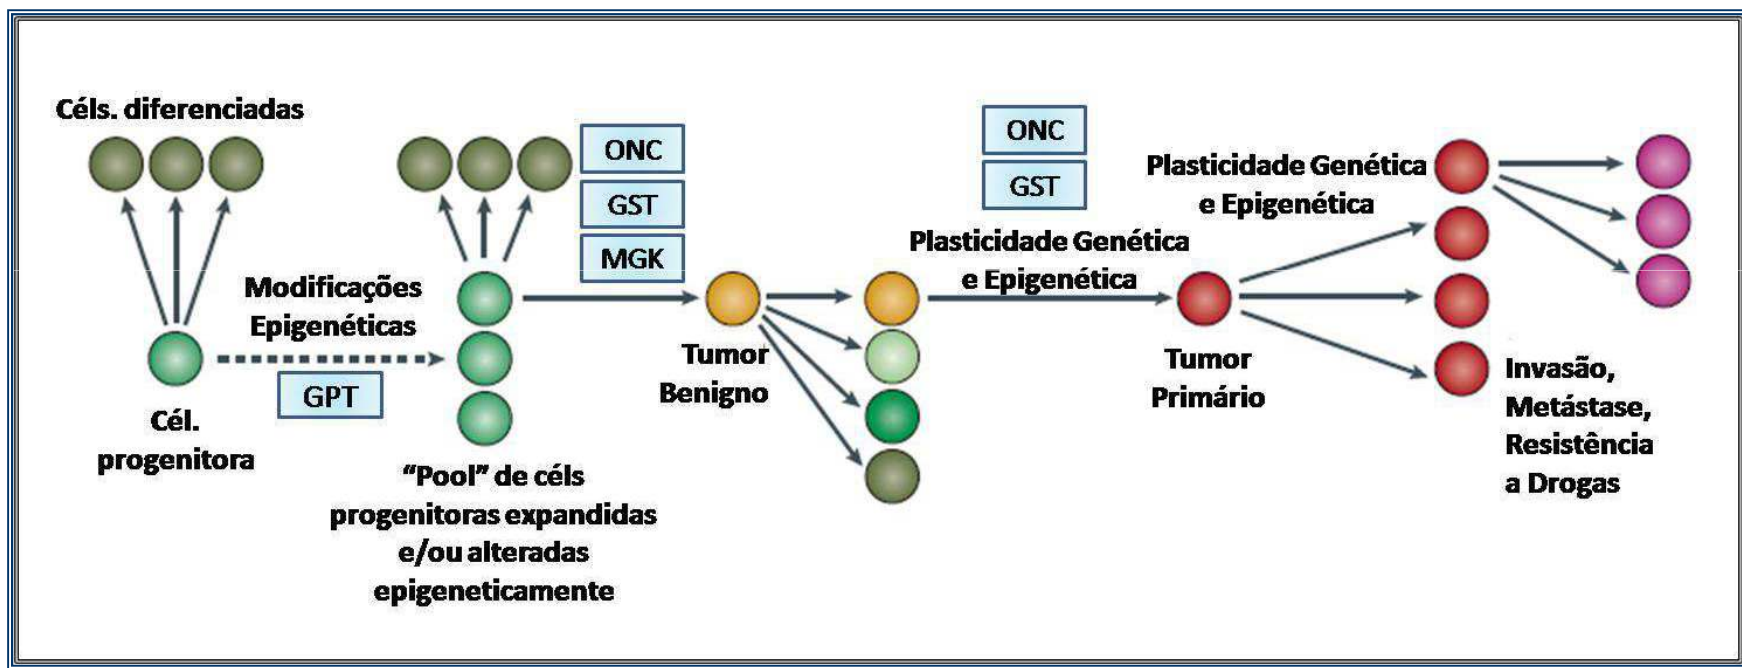 Céls. diferenciadas
Modificações
Epigenéticas
GPT
Cél.
progenitora
“Pool” de céls
progenitoras expandidas
e/ou alteradas
epigeneticamente
ONC
GST
MGK
Tumor
Benigno
ONC
GST
Plasticidade Genética
e Epigenética
Tumor
Primário
Plasticidade Genética
e Epigenética
Invasão,
Metástase,
Resistência
a Drogas